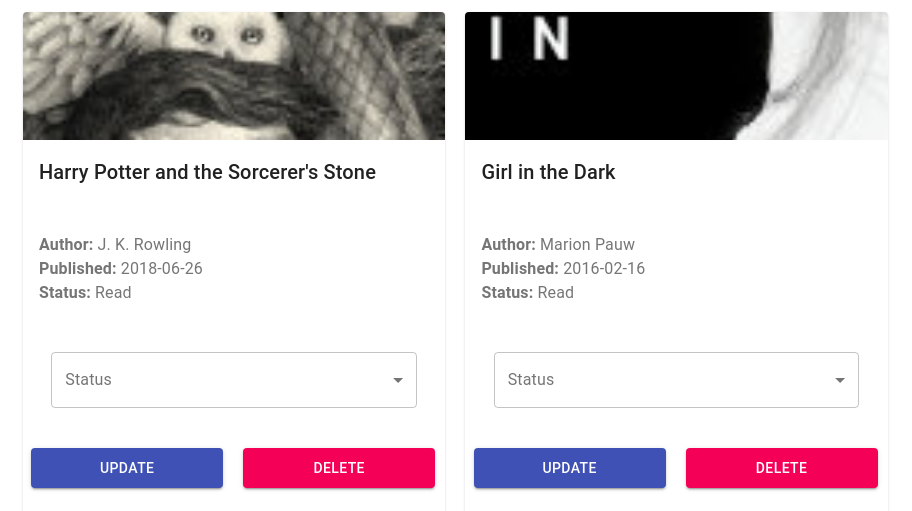 IN
Harry Potter and the Sorcerer's Stone
Author: J. K. Rowling
Published: 2018-06-26
Status: Read
Status
UPDATE
DELETE
Girl in the Dark
Author: Marion Pauw
Published: 2016-02-16
Status: Read
Status
UPDATE
DELETE